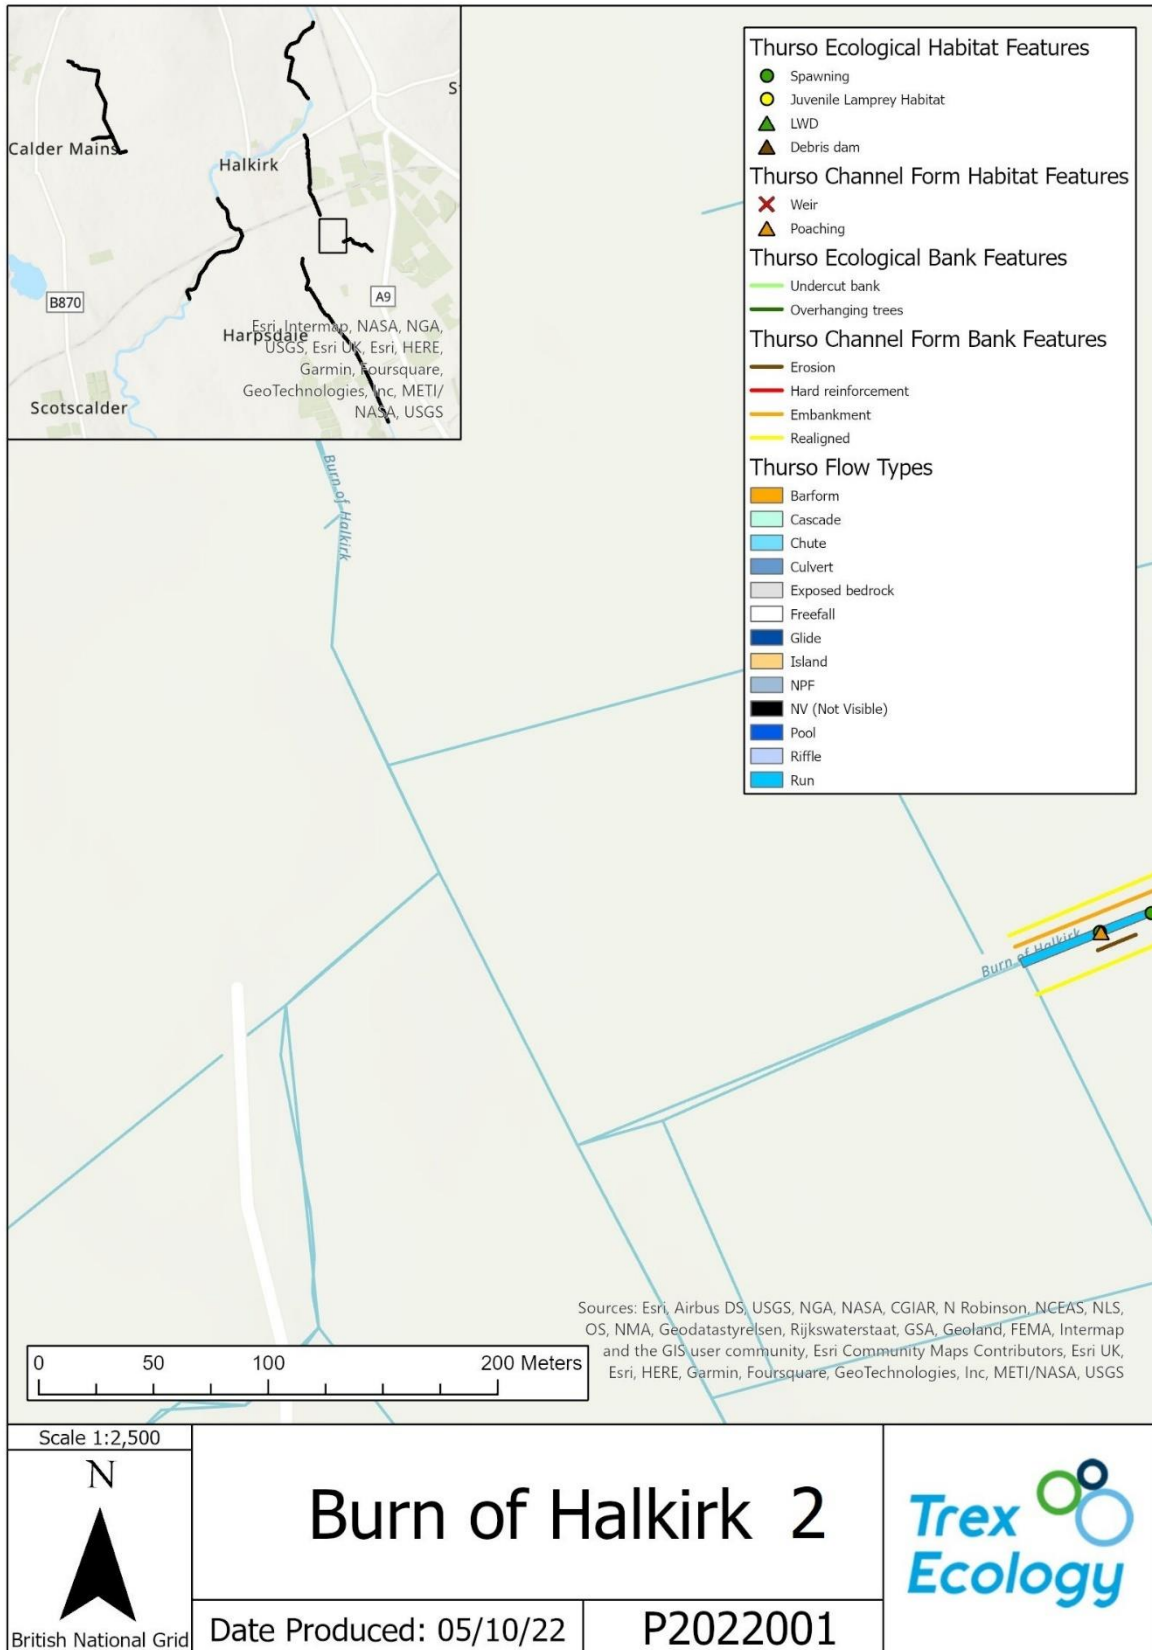 Calder Mains
Halkirk
S
B870
A9
Harpsdale
Scotscalder
Esri, Intermap, NASA, NGA,
USGS, Esri UK, Esri, HERE,
Garmin, Foursquare,
GeoTechnologies, Inc, METI/
NASA, USGS
Thurso Ecological Habitat Features
Spawning
Juvenile Lamprey Habitat
LWD
Debris dam
Thurso Channel Form Habitat Features
Weir
Poaching
Thurso Ecological Bank Features
Undercut bank
Overhanging trees
Thurso Channel Form Bank Features
Erosion
Hard reinforcement
Embankment
Realigned
Thurso Flow Types
Barform
Cascade
Chute
Culvert
Exposed bedrock
Freefall
Glide
Island
NPF
NV (Not Visible)
Pool
Riffle
Run
Burn of Halkirk
Burn of Halkirk
Sources: Esri, Airbus DS, USGS, NGA, NASA, CGIAR, N Robinson, NCEAS, NLS,
OS, NMA, Geodatastyrelsen, Rijkswaterstaat, GSA, Geoland, FEMA, Intermap
and the GIS user community, Esri Community Maps Contributors, Esri UK,
Esri, HERE, Garmin, Foursquare, GeoTechnologies, Inc, METI/NASA, USGS
0 50 100 200 Meters
Scale 1:2,500
N
British National Grid
Burn of Halkirk 2
Date Produced: 05/10/22
P2022001
Trex
Ecology